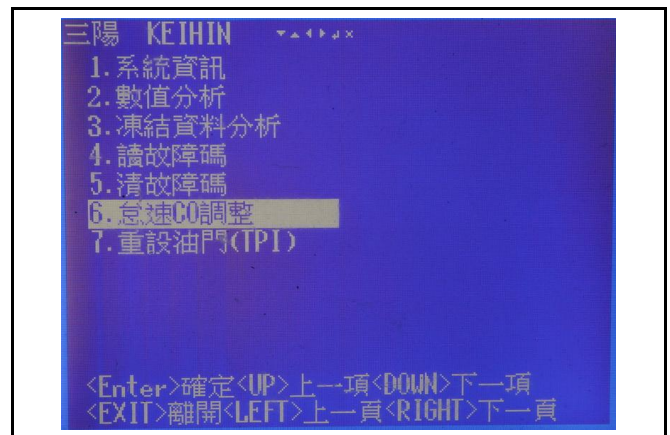 三陽 KEIHIN ▼▲◀▶↲×
1.系統資訊
2.數值分析
3.凍結資料分析
4.讀故障碼
5.清故障碼
6.怠速CO調整
7.重設油門(TPI)
<Enter>確定<UP>上一項<DOWN>下一項
<EXIT>離開<LEFT>上一頁<RIGHT>下一頁